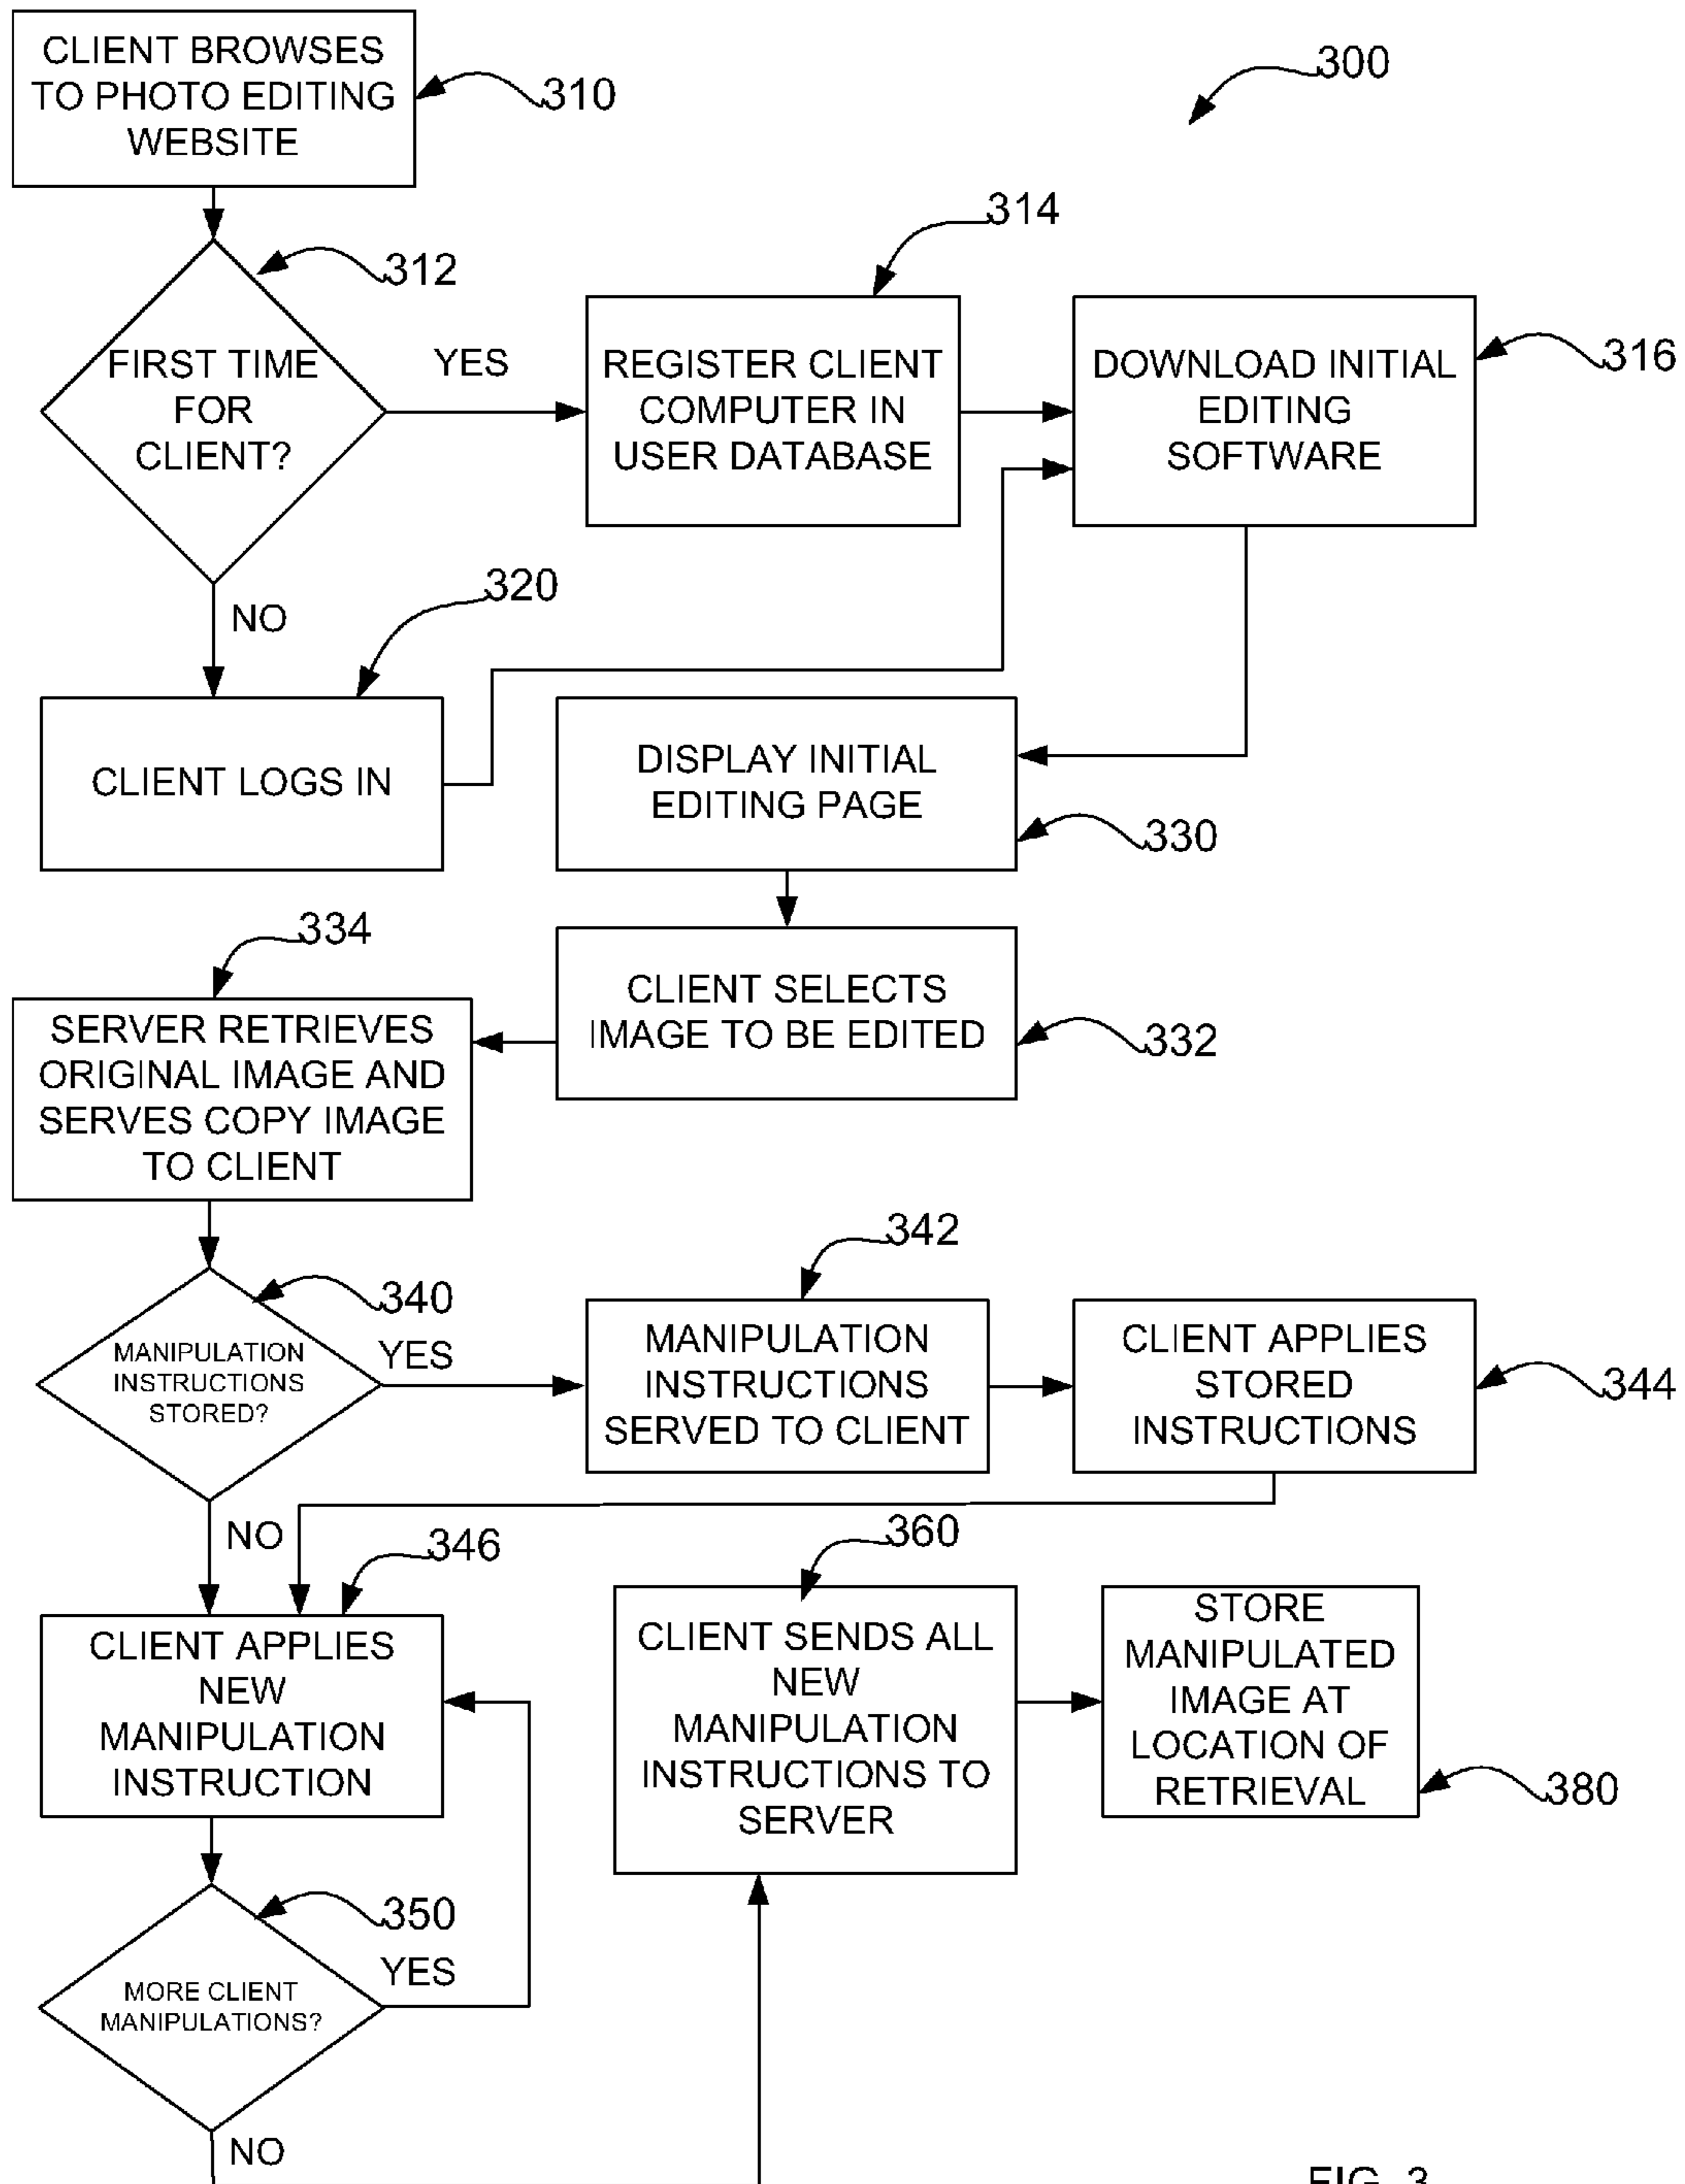 CLIENT BROWSES
TO PHOTO EDITING
WEBSITE
310
300
312
FIRST TIME
FOR
CLIENT?
YES
314
REGISTER CLIENT
COMPUTER IN
USER DATABASE
DOWNLOAD INITIAL
EDITING
SOFTWARE
316
NO
320
CLIENT LOGS IN
DISPLAY INITIAL
EDITING PAGE
330
CLIENT SELECTS
IMAGE TO BE EDITED
332
334
SERVER RETRIEVES
ORIGINAL IMAGE AND
SERVES COPY IMAGE
TO CLIENT
340
MANIPULATION
INSTRUCTIONS
STORED?
YES
342
MANIPULATION
INSTRUCTIONS
SERVED TO CLIENT
CLIENT APPLIES
STORED
INSTRUCTIONS
344
NO
346
CLIENT APPLIES
NEW
MANIPULATION
INSTRUCTION
360
CLIENT SENDS ALL
NEW
MANIPULATION
INSTRUCTIONS TO
SERVER
STORE
MANIPULATED
IMAGE AT
LOCATION OF
RETRIEVAL
380
350
MORE CLIENT
MANIPULATIONS?
YES
NO
FIG. 3